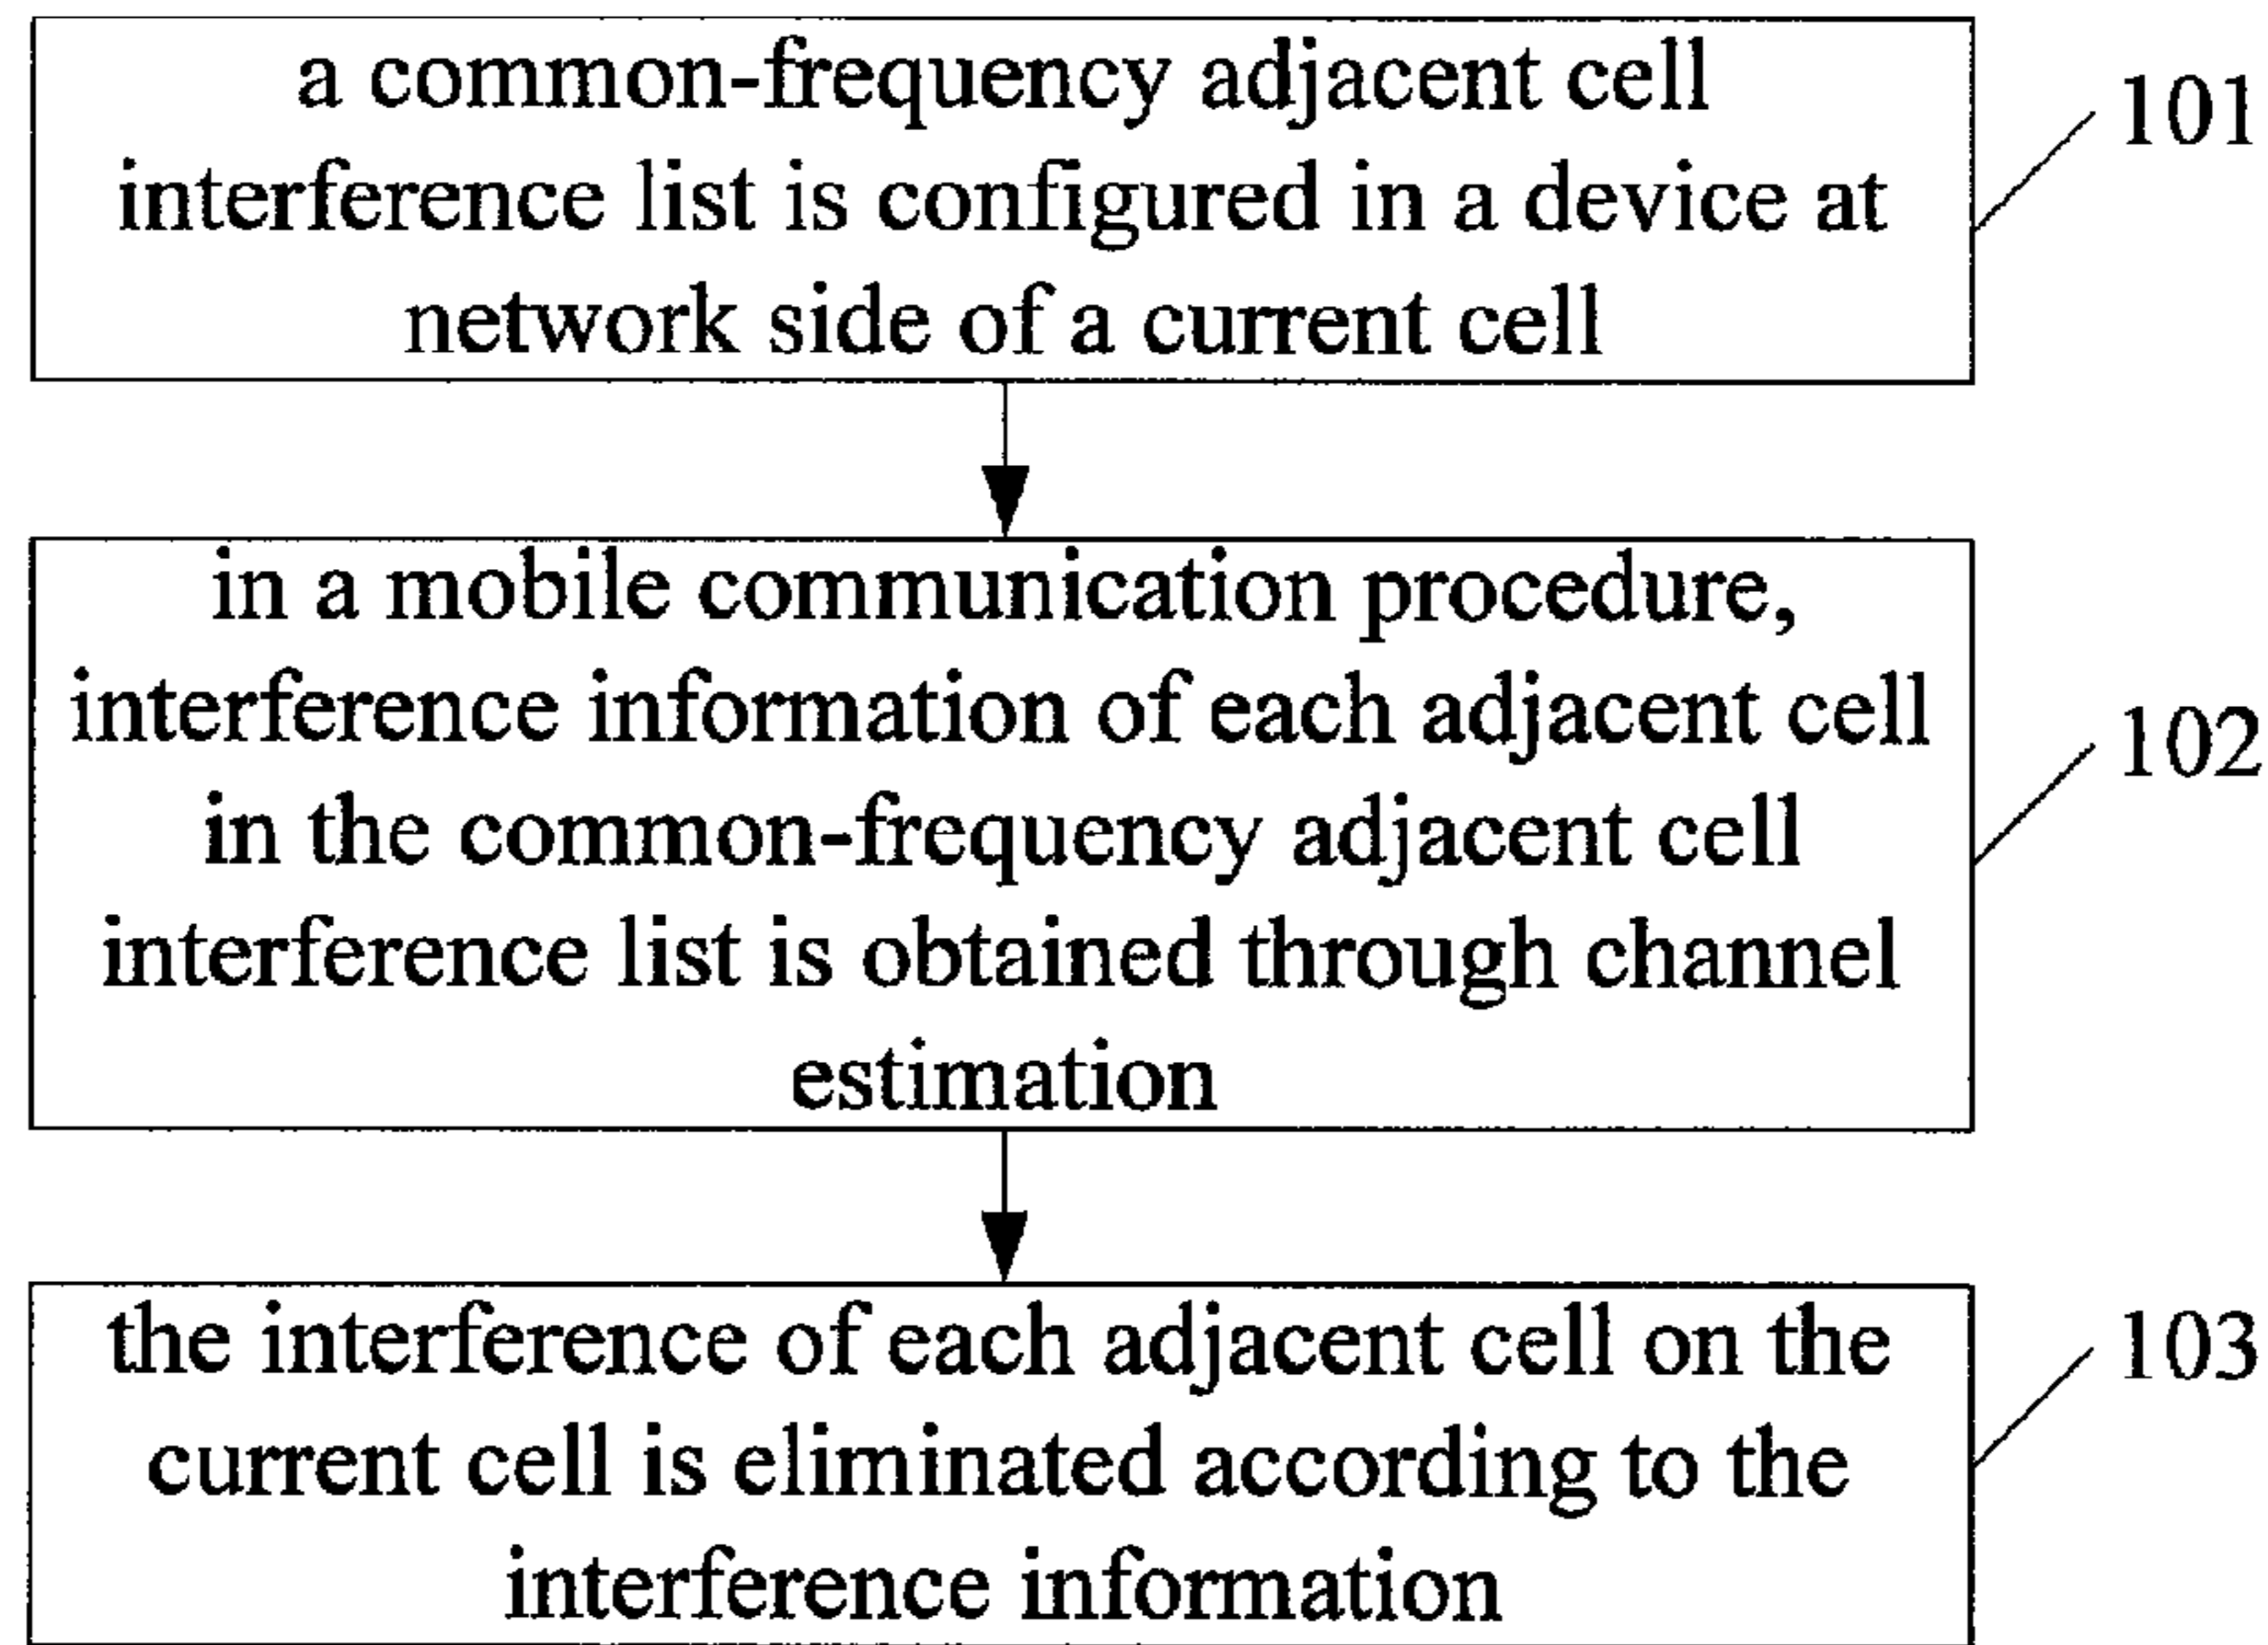 a common-frequency adjacent cell
interference list is configured in a device at
network side of a current cell
101
in a mobile communication procedure,
interference information of each adjacent cell
in the common-frequency adjacent cell
interference list is obtained through channel
estimation
102
the interference of each adjacent cell on the
current cell is eliminated according to the
interference information
103